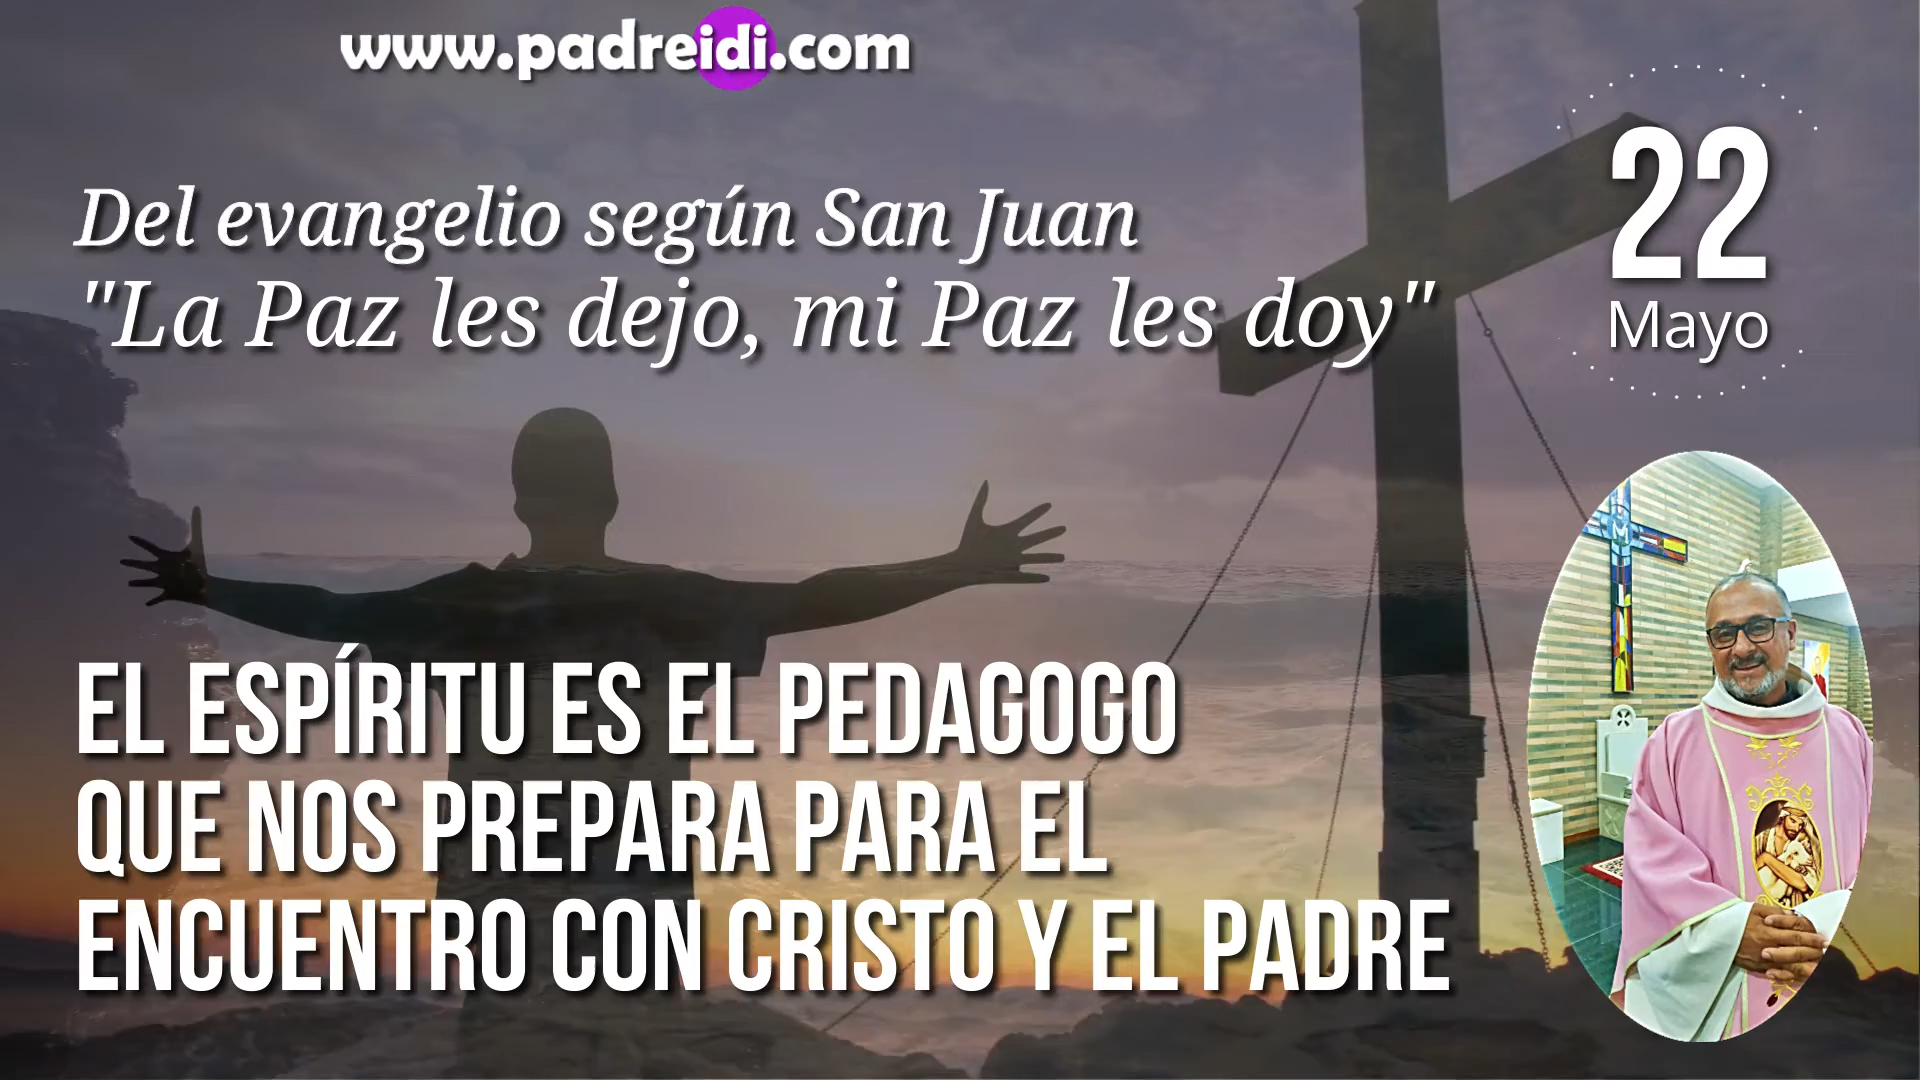 www.padreidi.com
Del evangelio según San Juan
"La Paz les dejo, mi Paz les doy"
22
Mayo
EL ESPÍRITU ES EL PEDAGOGO
QUE NOS PREPARA PARA EL
ENCUENTRO CON CRISTO Y EL PADRE